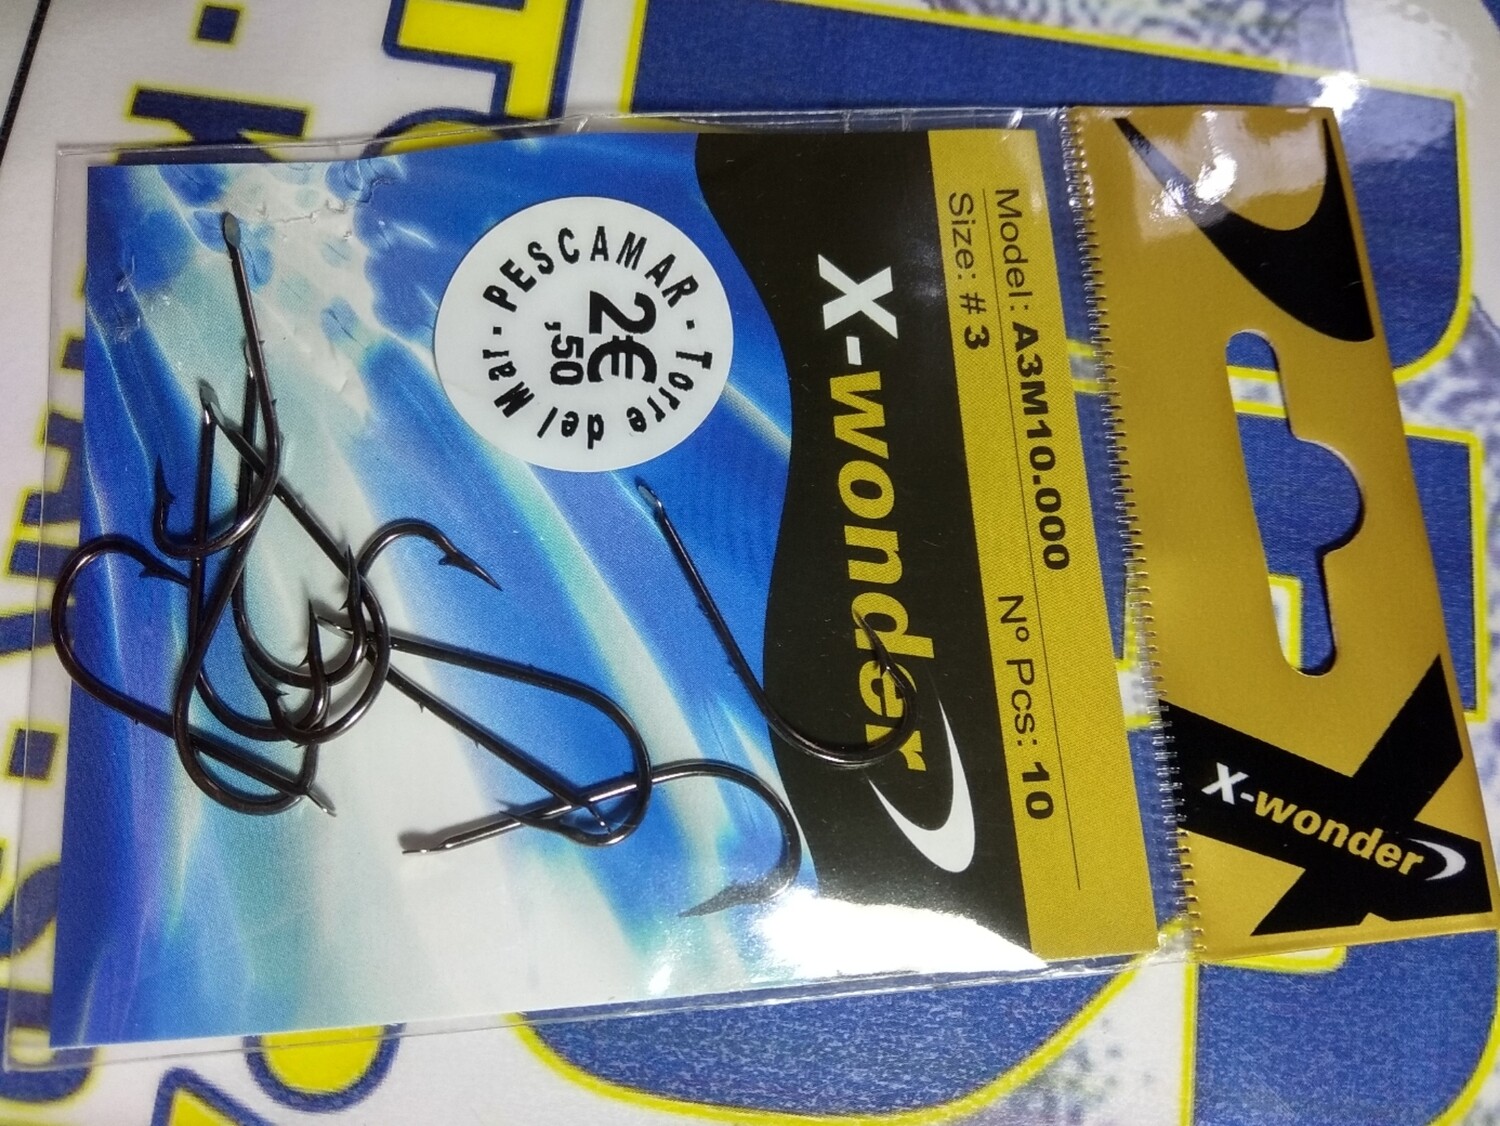 X-wonder
Model: A3M10.000 Nº Pcs: 10
Size: # 3
X-wonder
· PESCAMAR ·
2€
,50
Torre del Mar